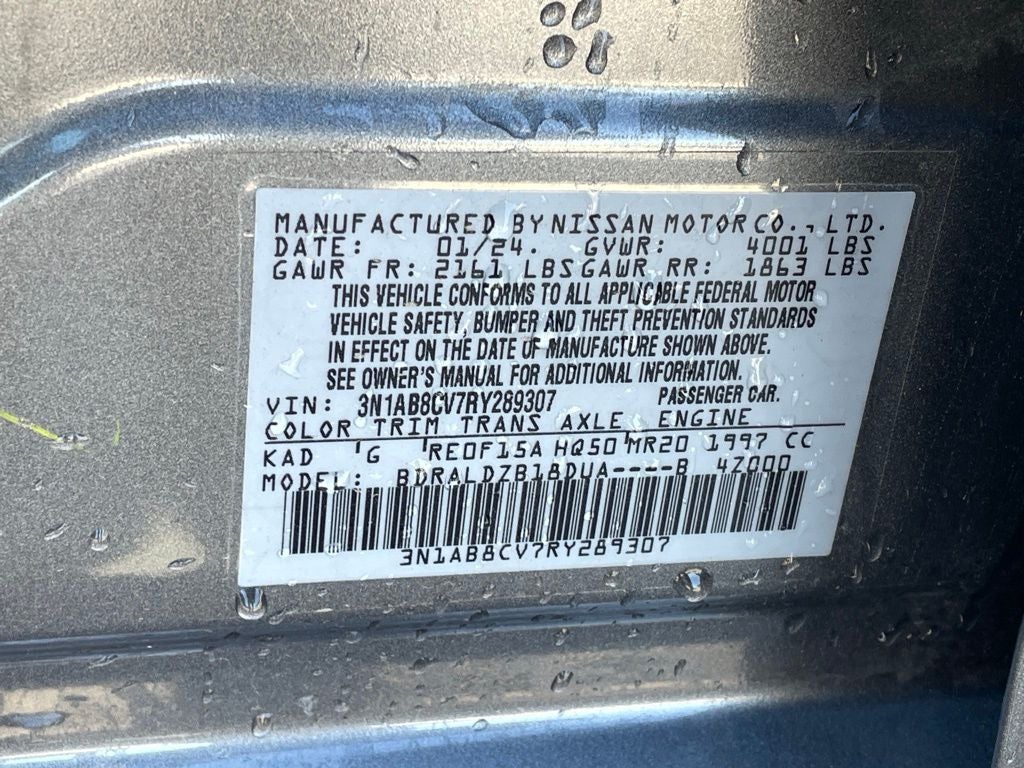 MANUFACTURED BY NISSAN MOTOR CO., LTD.
DATE: 01/24. GVWR: 4001 LBS
GAWR FR: 2161 LBS GAWR RR: 1863 LBS
THIS VEHICLE CONFORMS TO ALL APPLICABLE FEDERAL MOTOR
VEHICLE SAFETY, BUMPER AND THEFT PREVENTION STANDARDS
IN EFFECT ON THE DATE OF MANUFACTURE SHOWN ABOVE.
SEE OWNER'S MANUAL FOR ADDITIONAL INFORMATION.
VIN: 3N1AB8CV7RY289307 PASSENGER CAR.
COLOR TRIM TRANS AXLE ENGINE
KAD 'G 'RE0F15A HQ50'MR20 1997 CC
MODEL: BDRALDZB18DUA----B 4Z000
3N1AB8CV7RY289307